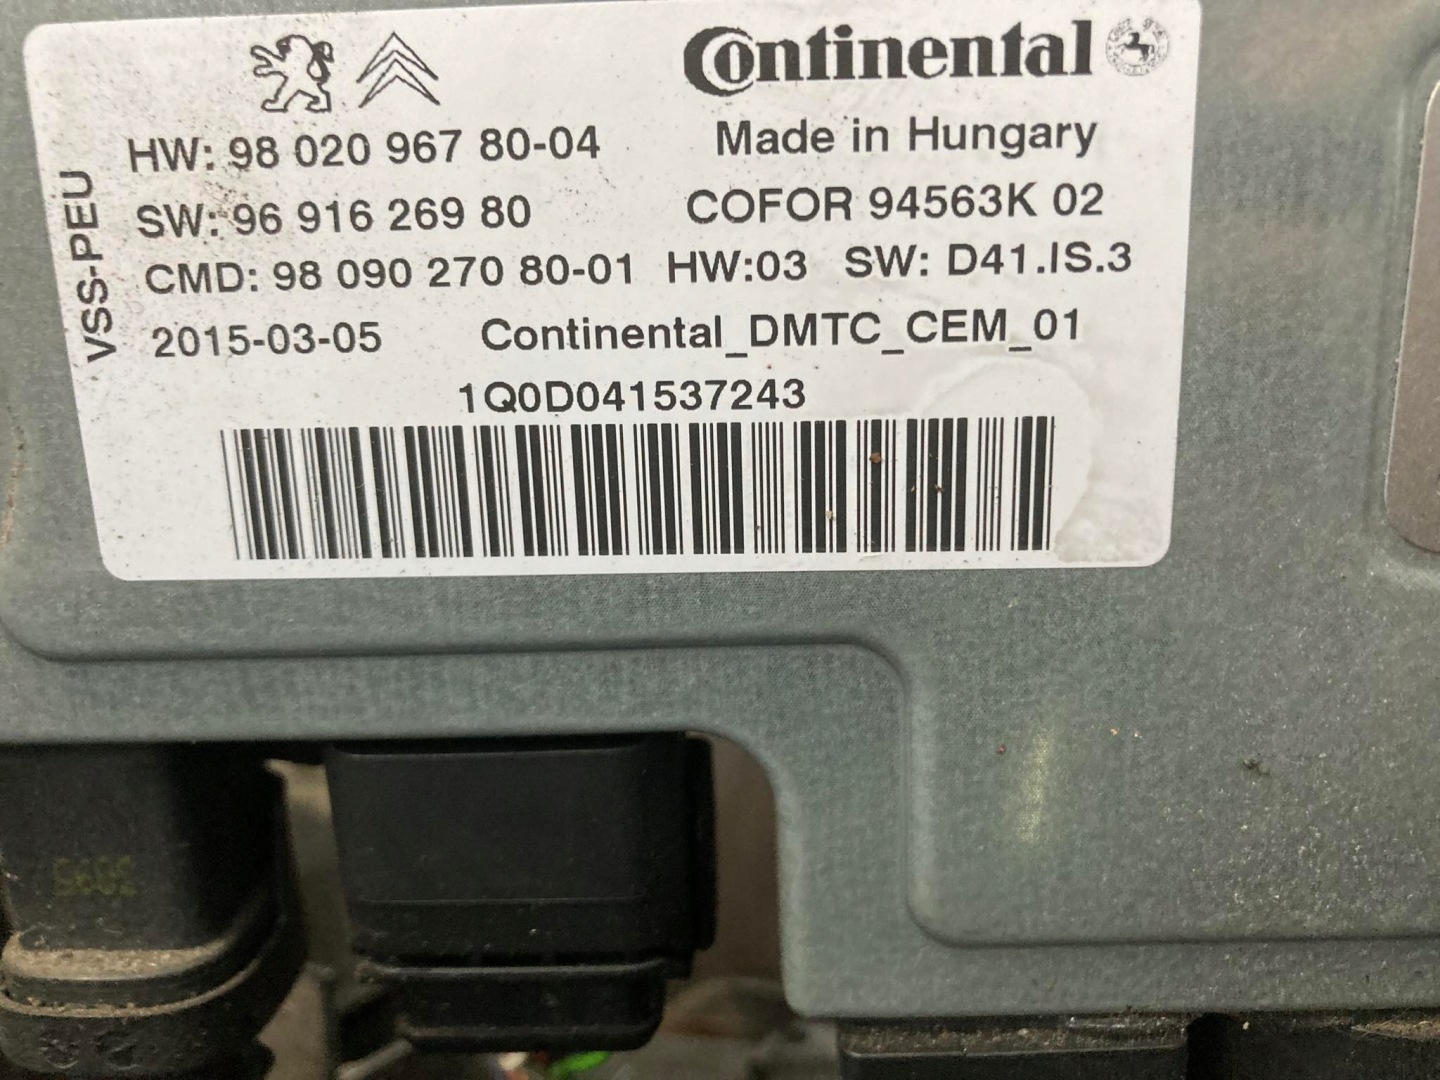 Continental
HW: 98 020 967 80-04
Made in Hungary
SW: 96 916 269 80
COFOR 94563K 02
CMD: 98 090 270 80-01 HW:03 SW: D41.IS.3
VSS-PEU
2015-03-05
Continental_DMTC_CEM_01
1Q0D041537243